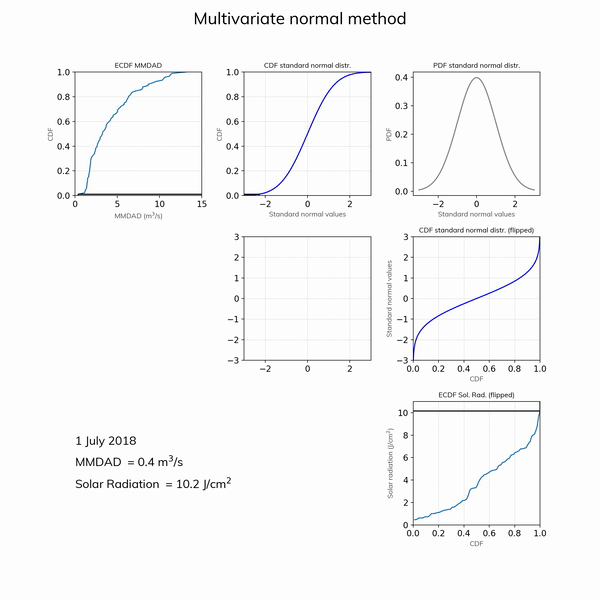 Multivariate normal method
ECDF MMDAD
CDF standard normal distr.
PDF standard normal distr.
CDF
1.0
0.8
0.6
0.4
0.2
0.0
0 5 10 15
MMDAD (m³/s)
CDF
1.0
0.8
0.6
0.4
0.2
0.0
−2 0 2
Standard normal values
PDF
0.4
0.3
0.2
0.1
0.0
−2 0 2
Standard normal values
3
2
1
0
−1
−2
−3
−2 0 2
CDF standard normal distr. (flipped)
Standard normal values
3
2
1
0
−1
−2
−3
0.0 0.2 0.4 0.6 0.8 1.0
CDF
ECDF Sol. Rad. (flipped)
Solar radiation (J/cm²)
10
8
6
4
2
0
0.0 0.2 0.4 0.6 0.8 1.0
CDF
1 July 2018
MMDAD = 0.4 m³/s
Solar Radiation = 10.2 J/cm²